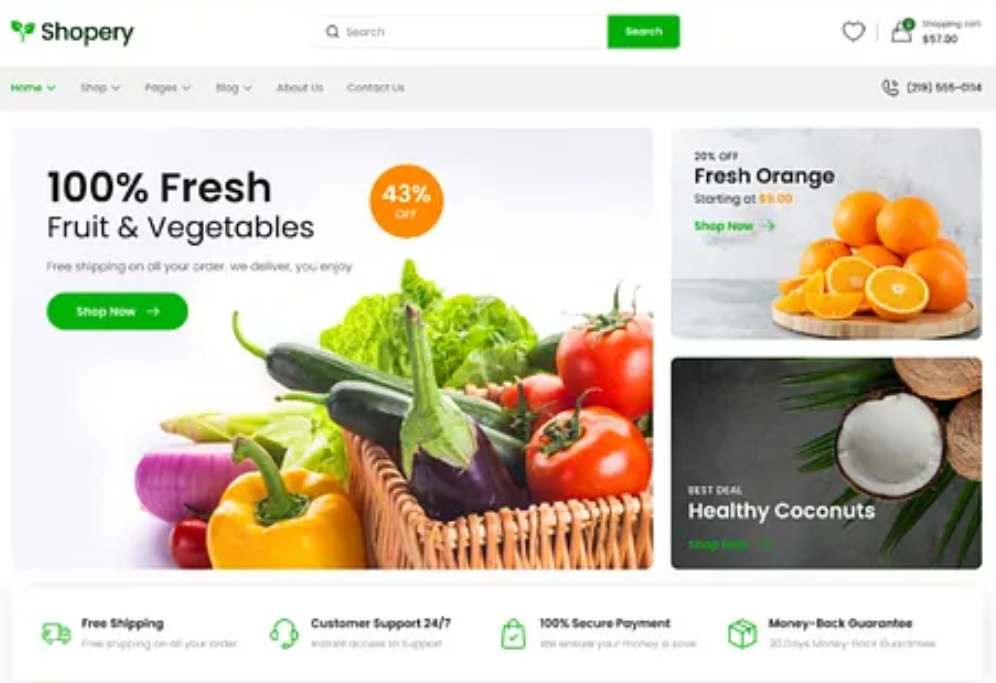 Shopery
Search
Search
0
Shopping cart:
$57.00
Home
Shop
Pages
Blog
About Us
Contact Us
(219) 555-0114
100% Fresh
Fruit & Vegetables
43%
OFF
Free shipping on all your order. we deliver, you enjoy
Shop Now
20% OFF
Fresh Orange
Starting at $9.00
Shop Now
BEST DEAL
Healthy Coconuts
Shop Now
Free Shipping
Free shipping on all your order
Customer Support 24/7
Instant access to Support
100% Secure Payment
We ensure your money is save
Money-Back Guarantee
30 Days Money-Back Guarantee